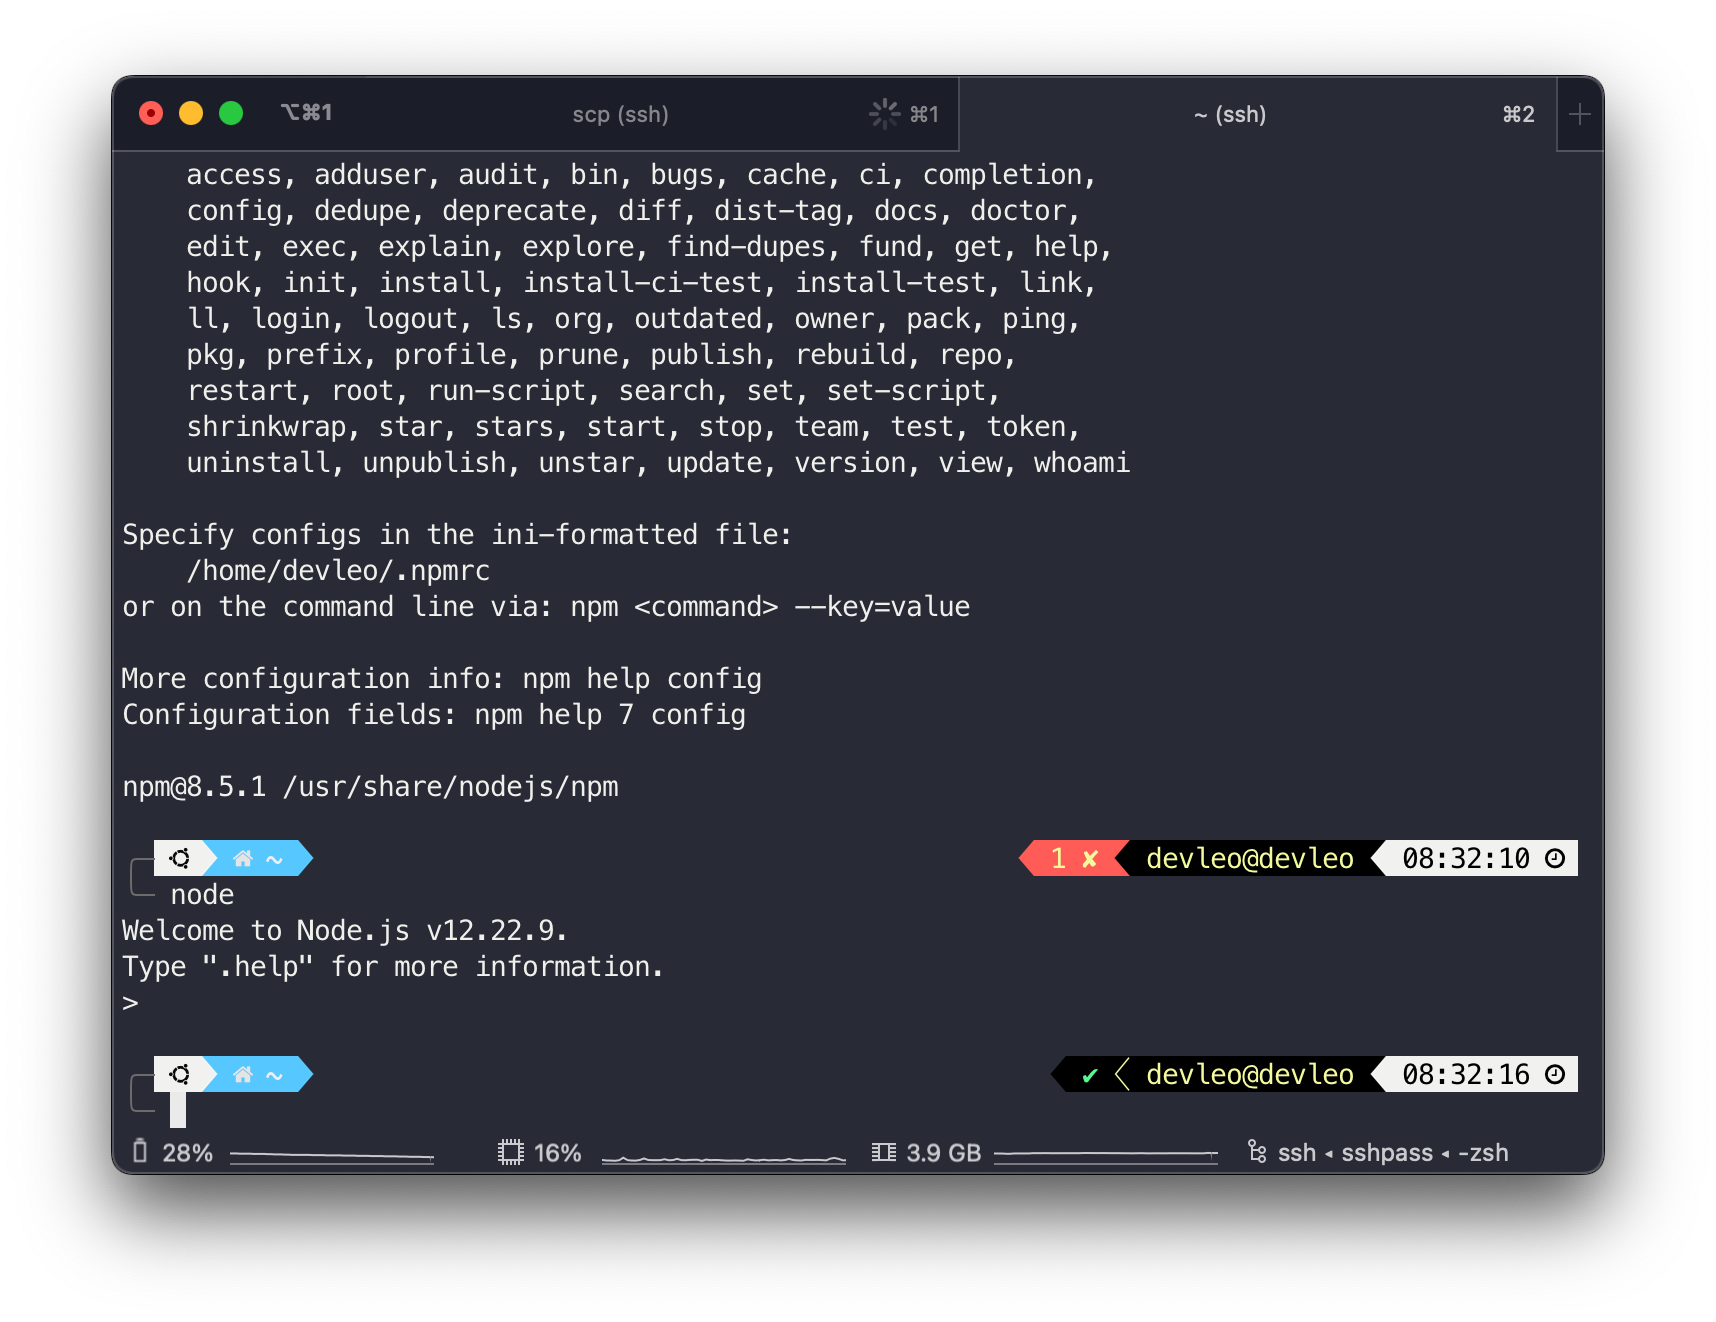 ⌥⌘1 scp (ssh) ⌘1 ~ (ssh) ⌘2 +
access, adduser, audit, bin, bugs, cache, ci, completion,
config, dedupe, deprecate, diff, dist-tag, docs, doctor,
edit, exec, explain, explore, find-dupes, fund, get, help,
hook, init, install, install-ci-test, install-test, link,
ll, login, logout, ls, org, outdated, owner, pack, ping,
pkg, prefix, profile, prune, publish, rebuild, repo,
restart, root, run-script, search, set, set-script,
shrinkwrap, star, stars, start, stop, team, test, token,
uninstall, unpublish, unstar, update, version, view, whoami
Specify configs in the ini-formatted file:
/home/devleo/.npmrc
or on the command line via: npm <command> --key=value
More configuration info: npm help config
Configuration fields: npm help 7 config
npm@8.5.1 /usr/share/nodejs/npm
~ 1 ✘ devleo@devleo 08:32:10
node
Welcome to Node.js v12.22.9.
Type ".help" for more information.
>
~ ✔ devleo@devleo 08:32:16
28% 16% 3.9 GB ssh ◂ sshpass ◂ -zsh